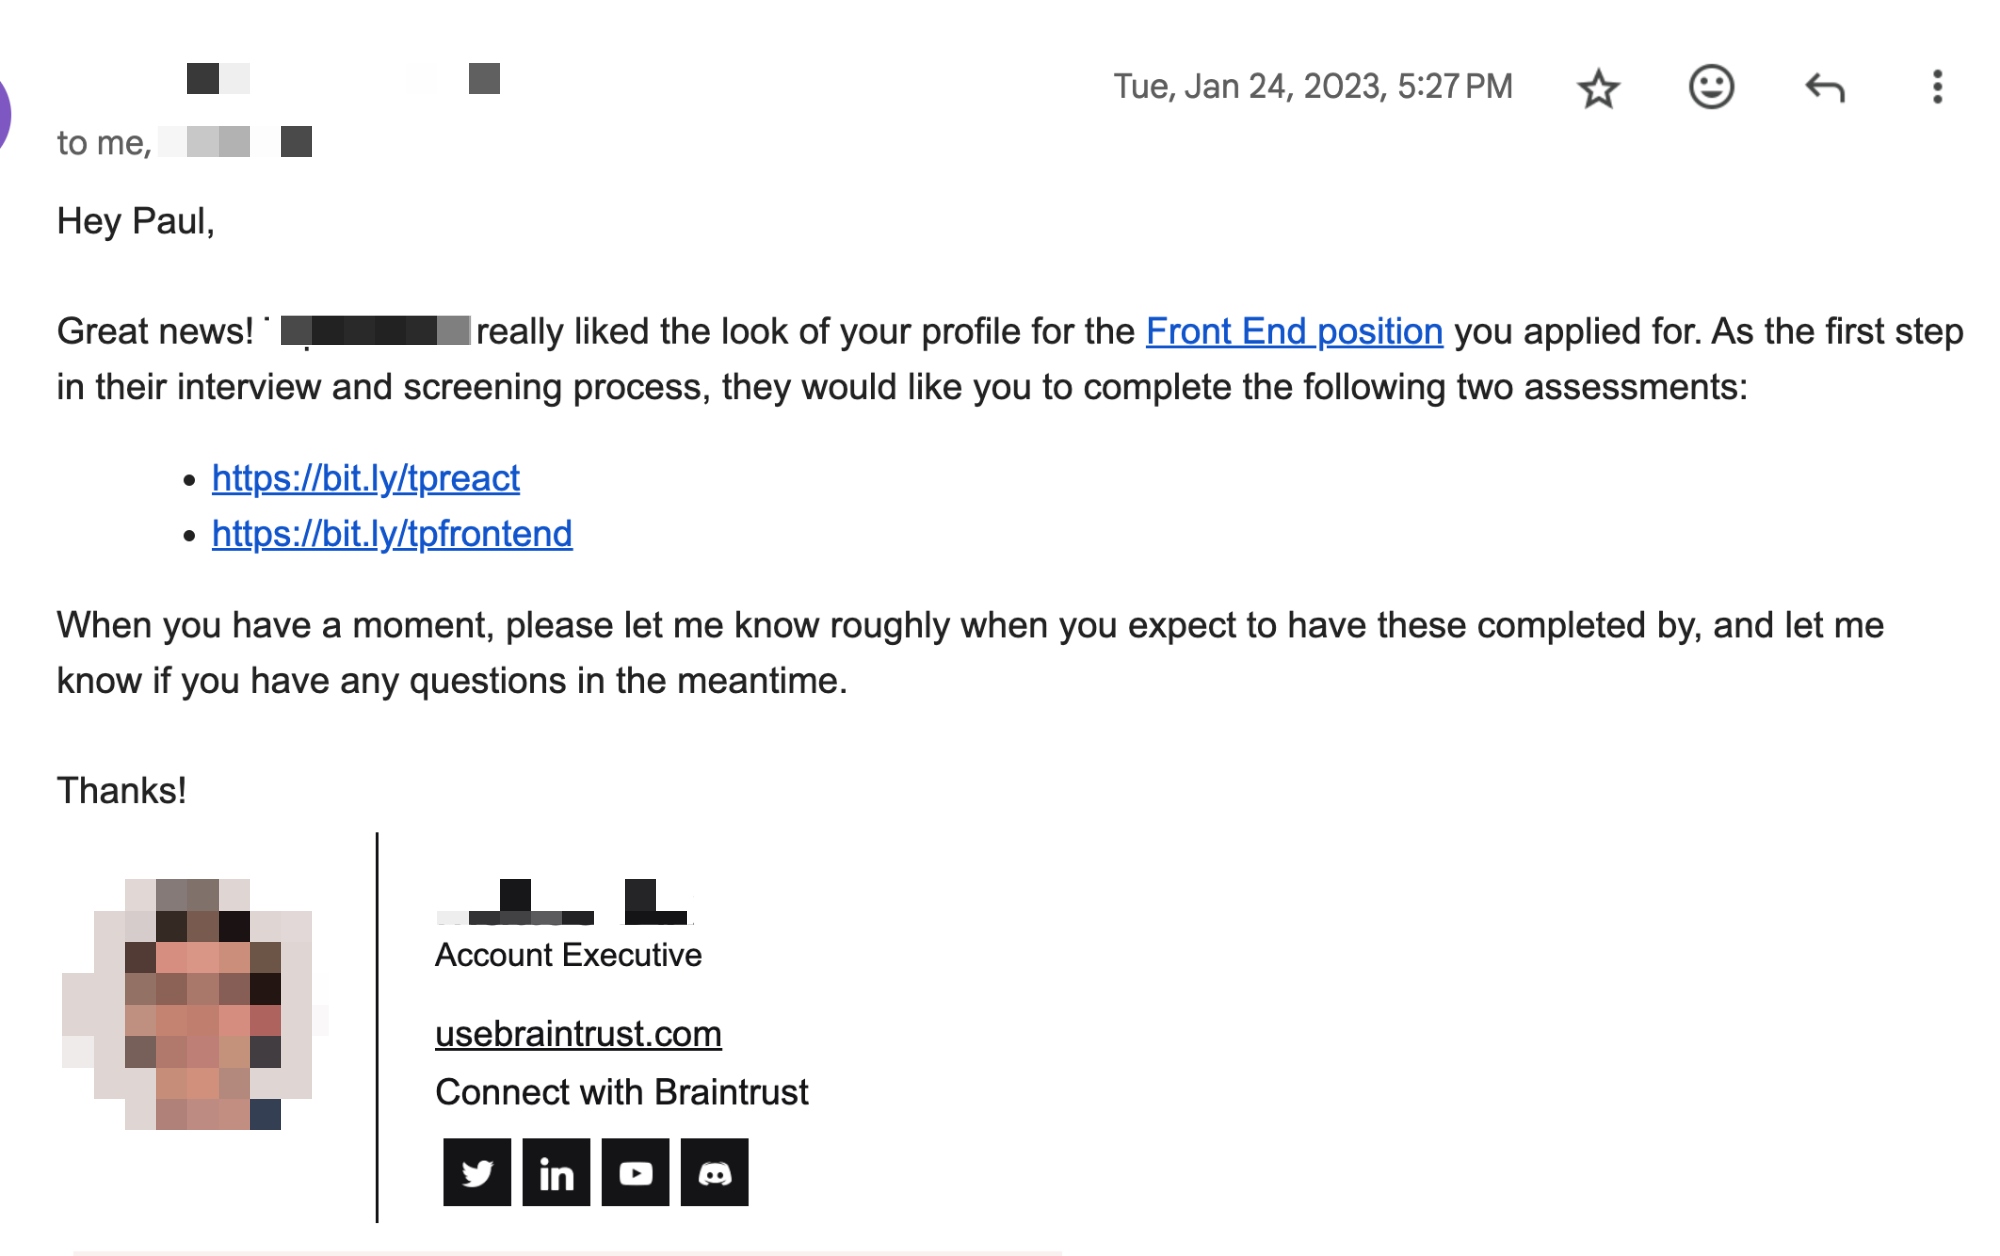 Tue, Jan 24, 2023, 5:27 PM
to me,
Hey Paul,
Great news! really liked the look of your profile for the Front End position you applied for. As the first step
in their interview and screening process, they would like you to complete the following two assessments:
• https://bit.ly/tpreact
• https://bit.ly/tpfrontend
When you have a moment, please let me know roughly when you expect to have these completed by, and let me
know if you have any questions in the meantime.
Thanks!
Account Executive
usebraintrust.com
Connect with Braintrust
in